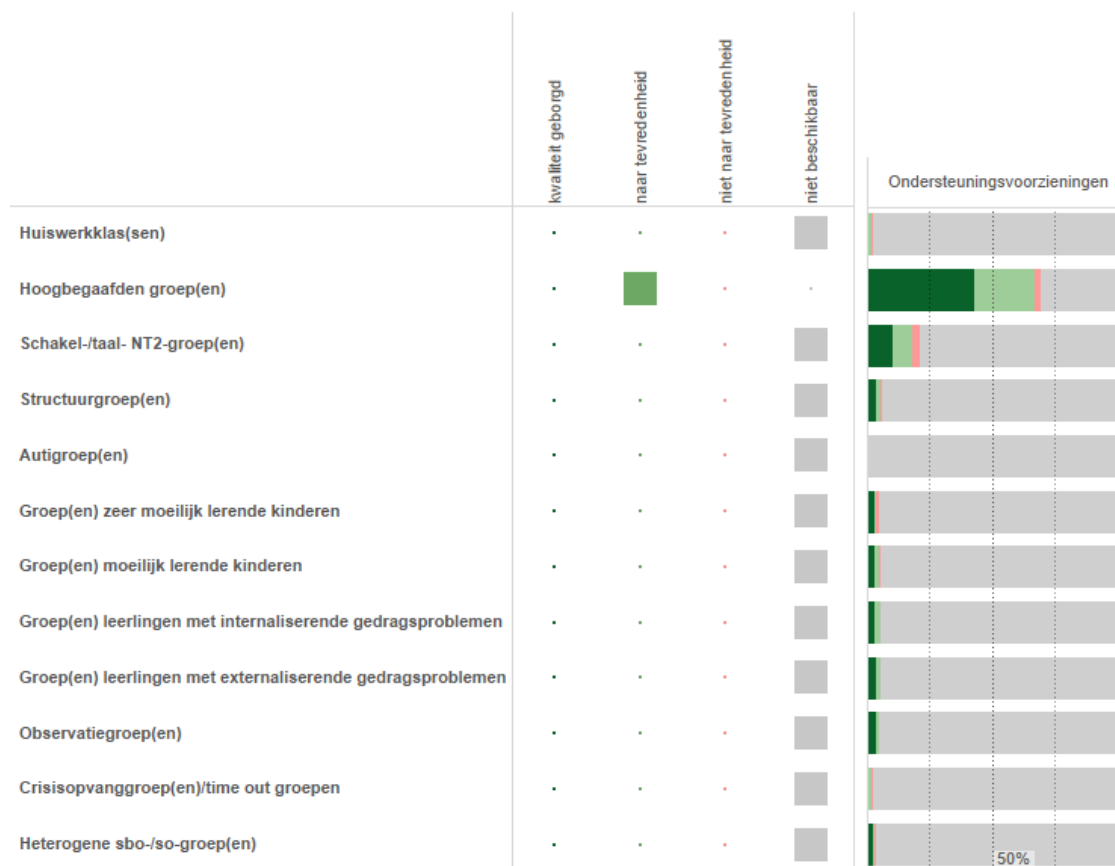 kwaliteit geborgd
naar tevredenheid
niet naar tevredenheid
niet beschikbaar
Ondersteuningsvoorzieningen
Huiswerkklas(sen)
Hoogbegaafden groep(en)
Schakel-/taal- NT2-groep(en)
Structuurgroep(en)
Autigroep(en)
Groep(en) zeer moeilijk lerende kinderen
Groep(en) moeilijk lerende kinderen
Groep(en) leerlingen met internaliserende gedragsproblemen
Groep(en) leerlingen met externaliserende gedragsproblemen
Observatiegroep(en)
Crisisopvanggroep(en)/time out groepen
Heterogene sbo-/so-groep(en)
50%